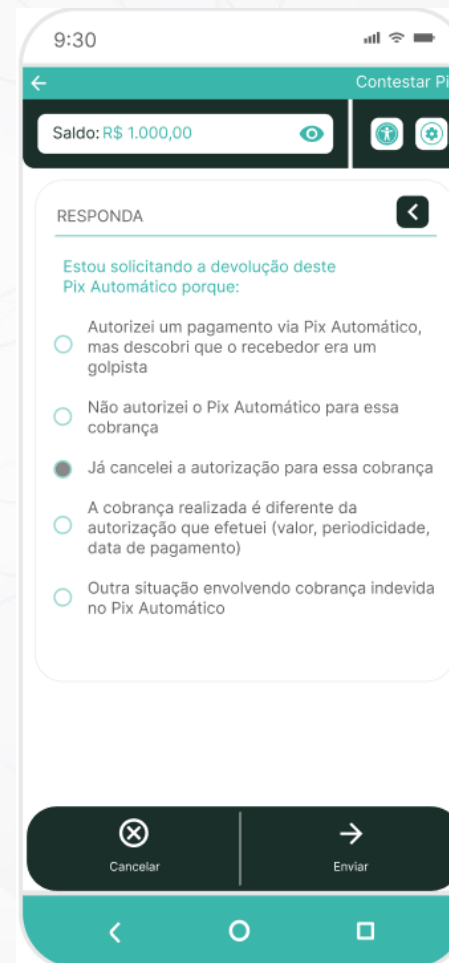 9:30
Contestar Pi
Saldo: R$ 1.000,00
RESPONDA
Estou solicitando a devolução deste
Pix Automático porque:
Autorizei um pagamento via Pix Automático,
mas descobri que o recebedor era um
golpista
Não autorizei o Pix Automático para essa
cobrança
Já cancelei a autorização para essa cobrança
A cobrança realizada é diferente da
autorização que efetuei (valor, periodicidade,
data de pagamento)
Outra situação envolvendo cobrança indevida
no Pix Automático
Cancelar
Enviar